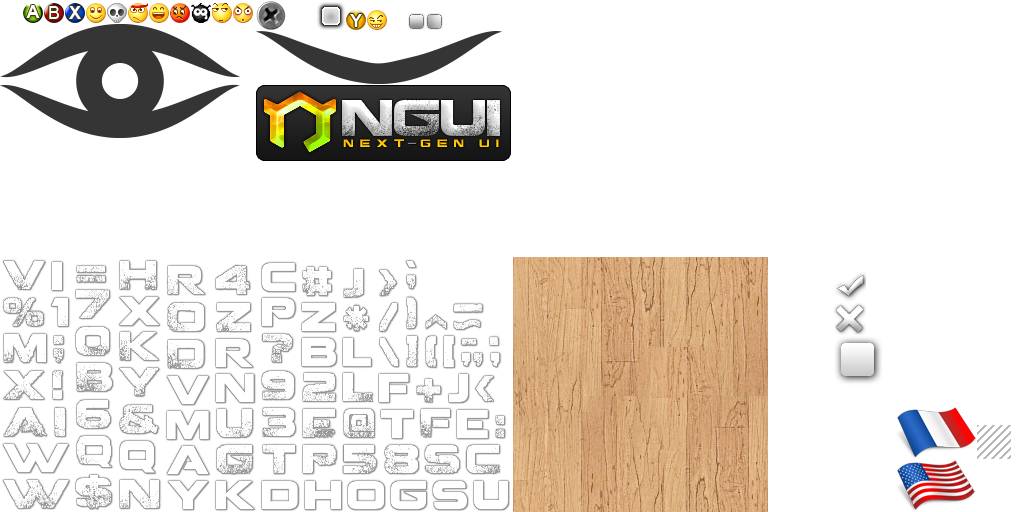 A B X
Y
NGUI
NEXT-GEN UI
V I = H R 4 C # J >
% 1 7 X O Z P Z * / ) ^
M O K D R ? B L \ ] [
X ! B Y V N 9 2 L F + J <
A I 6 & M U 3 E @ T F E :
W Q Q A G T P 5 8 S C
W $ N Y K D H O G S U